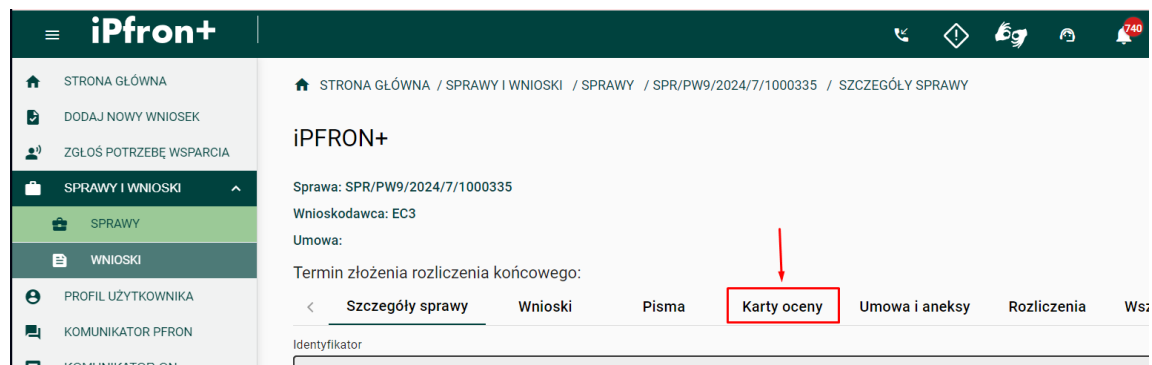 iPfron+
740
STRONA GŁÓWNA
DODAJ NOWY WNIOSEK
ZGŁOŚ POTRZEBĘ WSPARCIA
SPRAWY I WNIOSKI
SPRAWY
WNIOSKI
PROFIL UŻYTKOWNIKA
KOMUNIKATOR PFRON
STRONA GŁÓWNA / SPRAWY I WNIOSKI / SPRAWY / SPR/PW9/2024/7/1000335 / SZCZEGÓŁY SPRAWY
iPFRON+
Sprawa: SPR/PW9/2024/7/1000335
Wnioskodawca: EC3
Umowa:
Termin złożenia rozliczenia końcowego:
Szczegóły sprawy Wnioski Pisma Karty oceny Umowa i aneksy Rozliczenia Wsz
Identyfikator